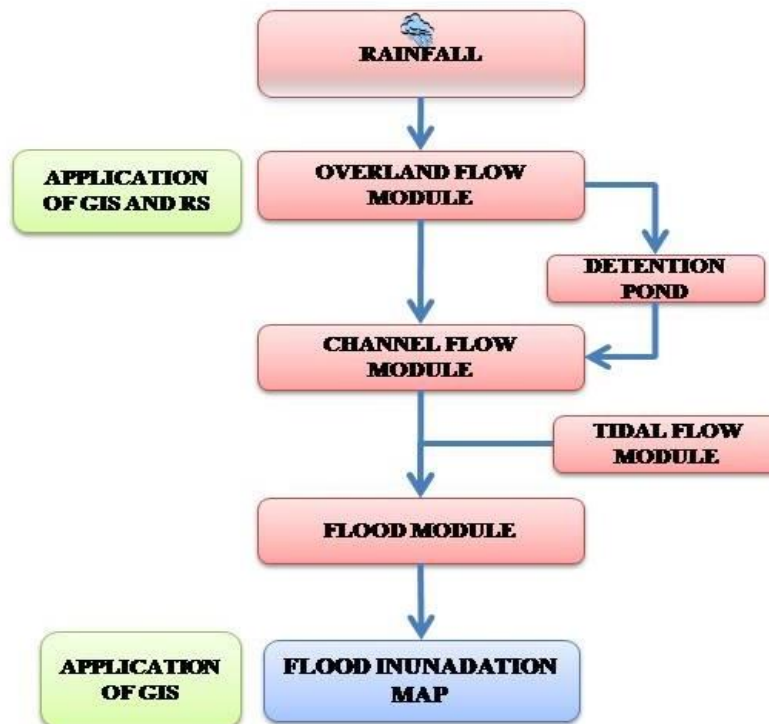 RAINFALL
APPLICATION
OF GIS AND RS
OVERLAND FLOW
MODULE
DETENTION
POND
CHANNEL FLOW
MODULE
TIDAL FLOW
MODULE
FLOOD MODULE
APPLICATION
OF GIS
FLOOD INUNADATION
MAP